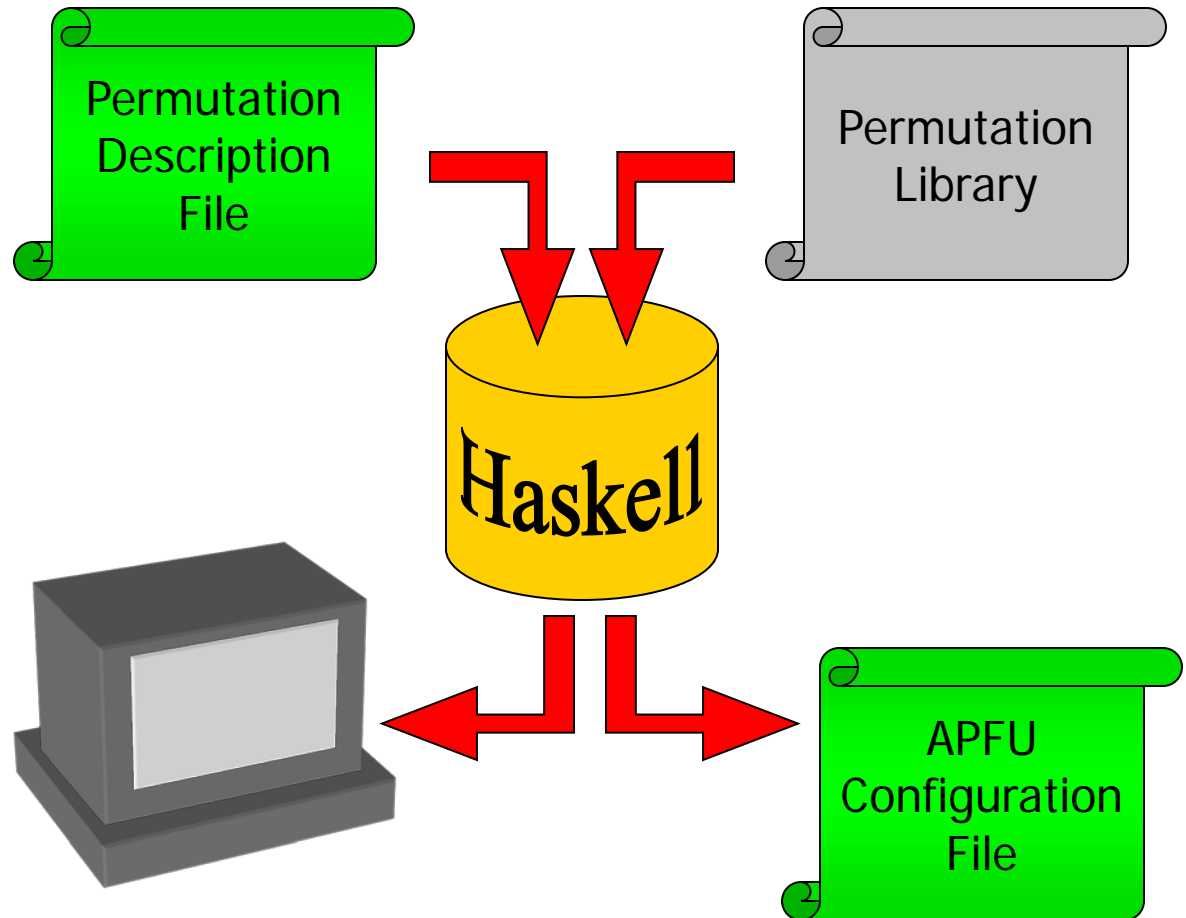 Permutation
Description
File
Permutation
Library
Haskell
APFU
Configuration
File